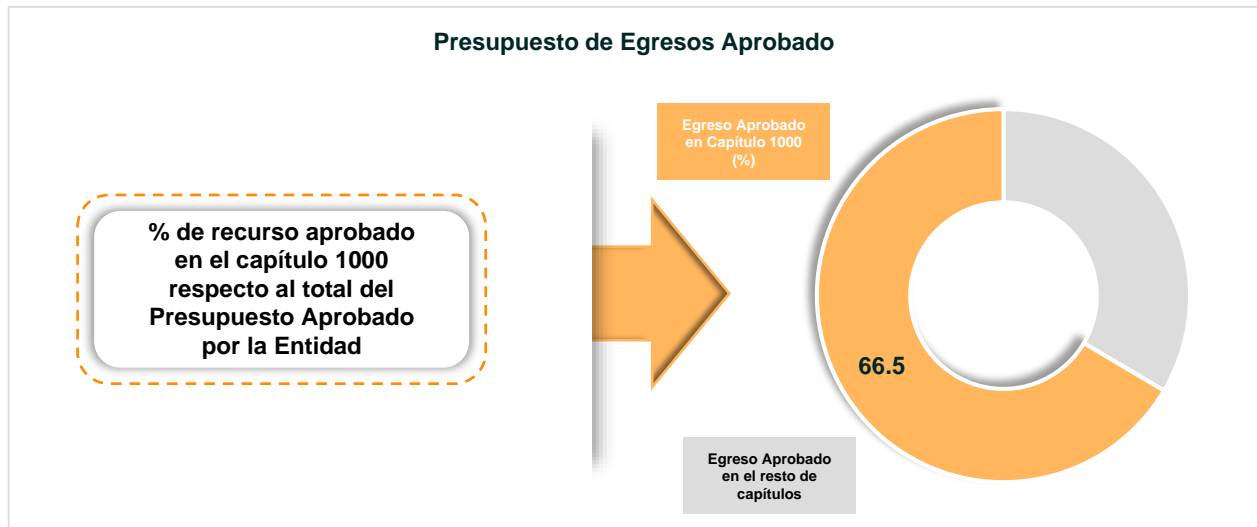 Presupuesto de Egresos Aprobado
% de recurso aprobado
en el capítulo 1000
respecto al total del
Presupuesto Aprobado
por la Entidad
Egreso Aprobado
en Capítulo 1000
(%)
66.5
Egreso Aprobado
en el resto de
capítulos